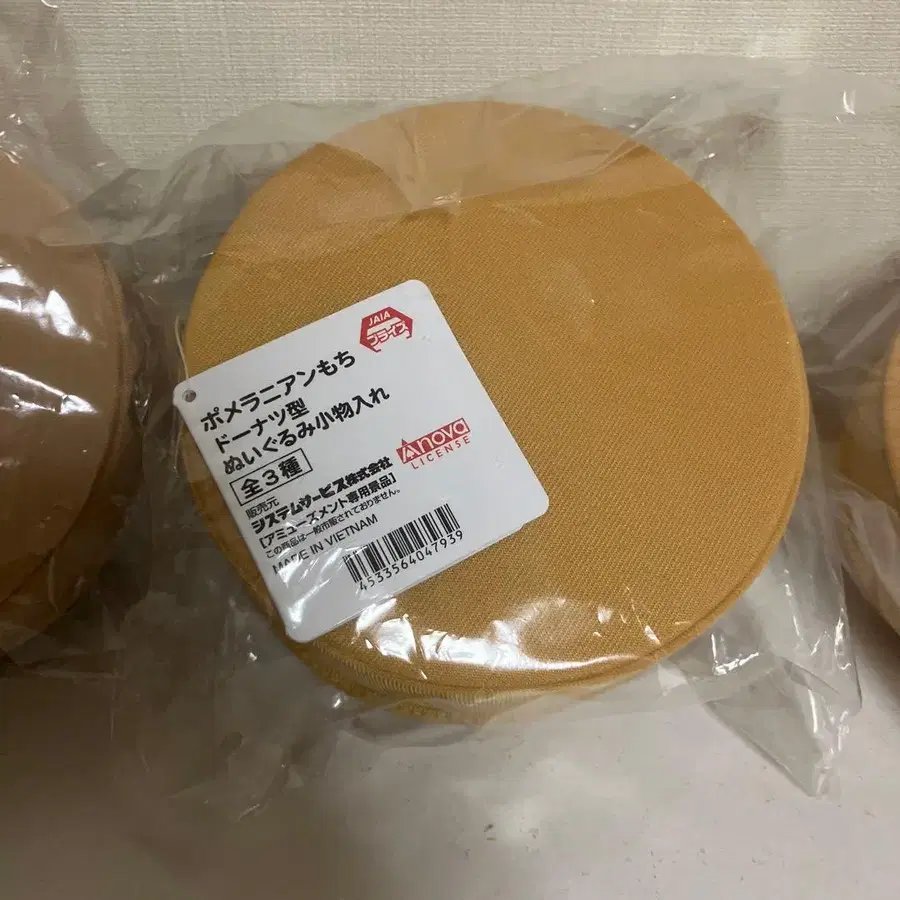 JAIA
プライズ
ポメラニアンもち
ドーナツ型
ぬいぐるみ小物入れ
全3種
nova
LICENSE
販売元
システムサービス株式会社
[アミューズメント専用景品]
この商品は一般市販されておりません。
MADE IN VIETNAM
4533564047939